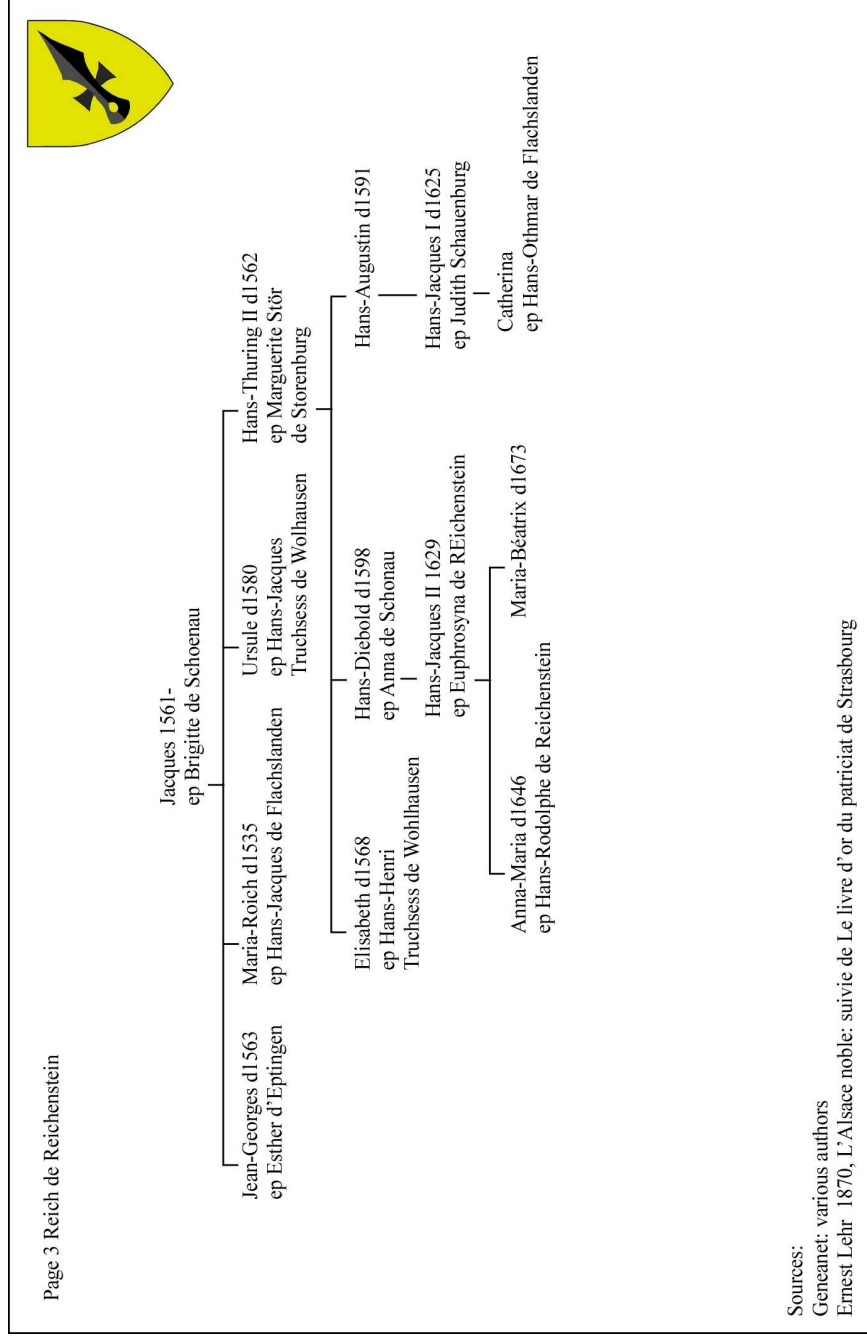 Page 3 Reich de Reichenstein
Jacques 1561-
ep Brigitte de Schoenau
Jean-Georges d1563
ep Esther d'Eptingen
Maria-Roich d1535
ep Hans-Jacques de Flachslanden
Ursule d1580
ep Hans-Jacques
Truchsess de Wolhausen
Hans-Thuring II d1562
ep Marguerite Stör
de Storenburg
Elisabeth d1568
ep Hans-Henri
Truchsess de Wohlhausen
Hans-Diebold d1598
ep Anna de Schonau
Hans-Augustin d1591
Hans-Jacques II 1629
ep Euphrosyna de REichenstein
Hans-Jacques I d1625
ep Judith Schauenburg
Anna-Maria d1646
ep Hans-Rodolphe de Reichenstein
Maria-Béatrix d1673
Catherina
ep Hans-Othmar de Flachslanden
Sources:
Geneanet: various authors
Ernest Lehr 1870, L'Alsace noble: suivie de Le livre d'or du patriciat de Strasbourg